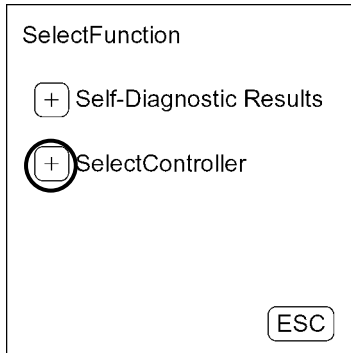 SelectFunction
+ Self-Diagnostic Results
+ SelectController
ESC